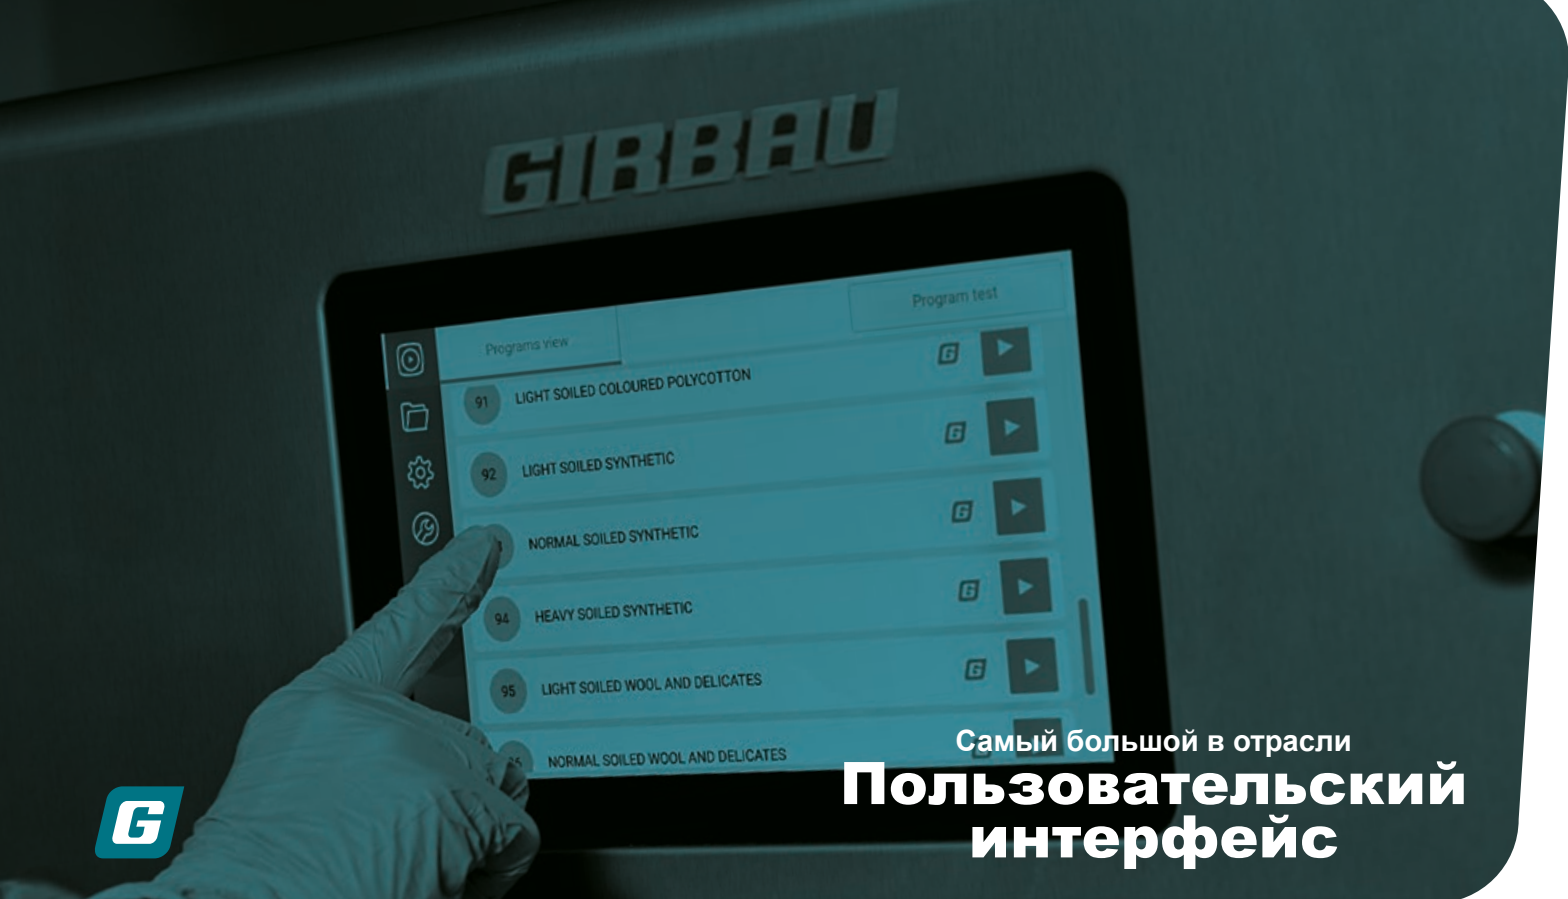 GIRBAU
Program test
Programs view
91 LIGHT SOILED COLOURED POLYCOTTON
92 LIGHT SOILED SYNTHETIC
NORMAL SOILED SYNTHETIC
94 HEAVY SOILED SYNTHETIC
95 LIGHT SOILED WOOL AND DELICATES
NORMAL SOILED WOOL AND DELICATES
Самый большой в отрасли
Пользовательский
интерфейс
G